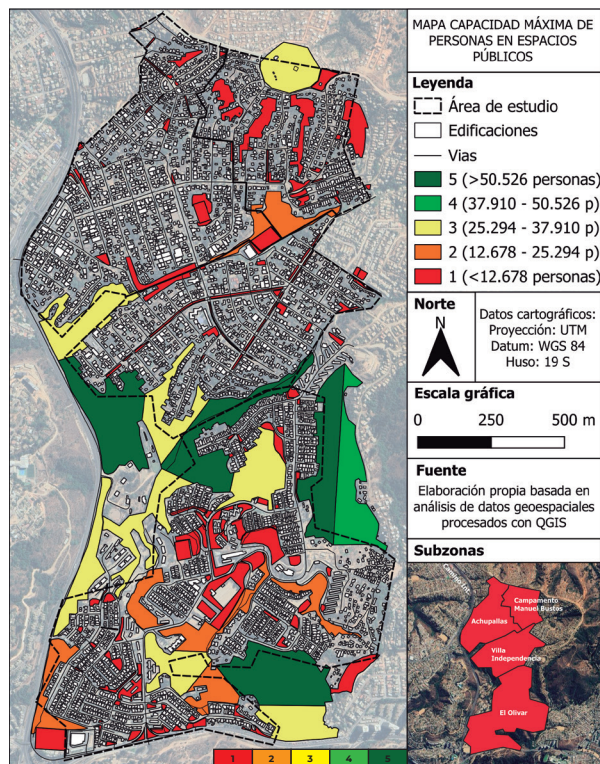 MAPA CAPACIDAD MÁXIMA DE
PERSONAS EN ESPACIOS
PÚBLICOS
Leyenda
Área de estudio
Edificaciones
Vias
5 (>50.526 personas)
4 (37.910 - 50.526 p)
3 (25.294 - 37.910 p)
2 (12.678 - 25.294 p)
1 (<12.678 personas)
Norte
N
Datos cartográficos:
Proyección: UTM
Datum: WGS 84
Huso: 19 S
Escala gráfica
0 250 500 m
Fuente
Elaboración propia basada en
análisis de datos geoespaciales
procesados con QGIS
Subzonas
Campamento
Manuel Bustos
Achupallas
Villa
Independencia
El Olivar
1 2 3 4 5